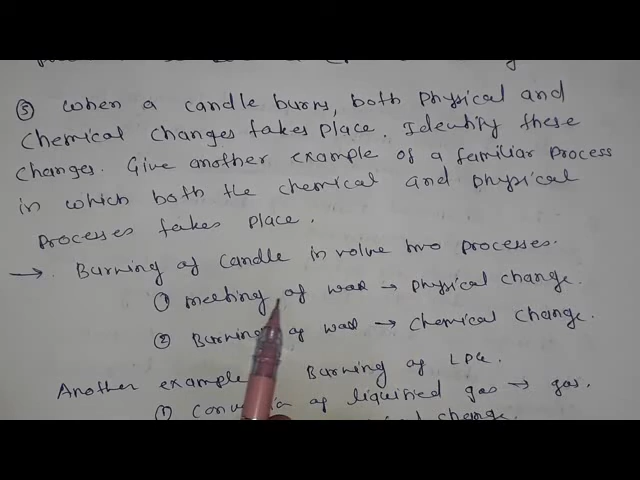 ③ When a candle burns, both physical and
Chemical changes takes place. Identify these
changes. Give another example of a familiar process
in which both the chemical and physical
processes takes place.
→. Burning of candle involve two processes.
① melting of wax → physical change.
② Burning of wax → chemical change.
Another example Burning of LPG.
① Conversion of liquified gas → gas.
change.